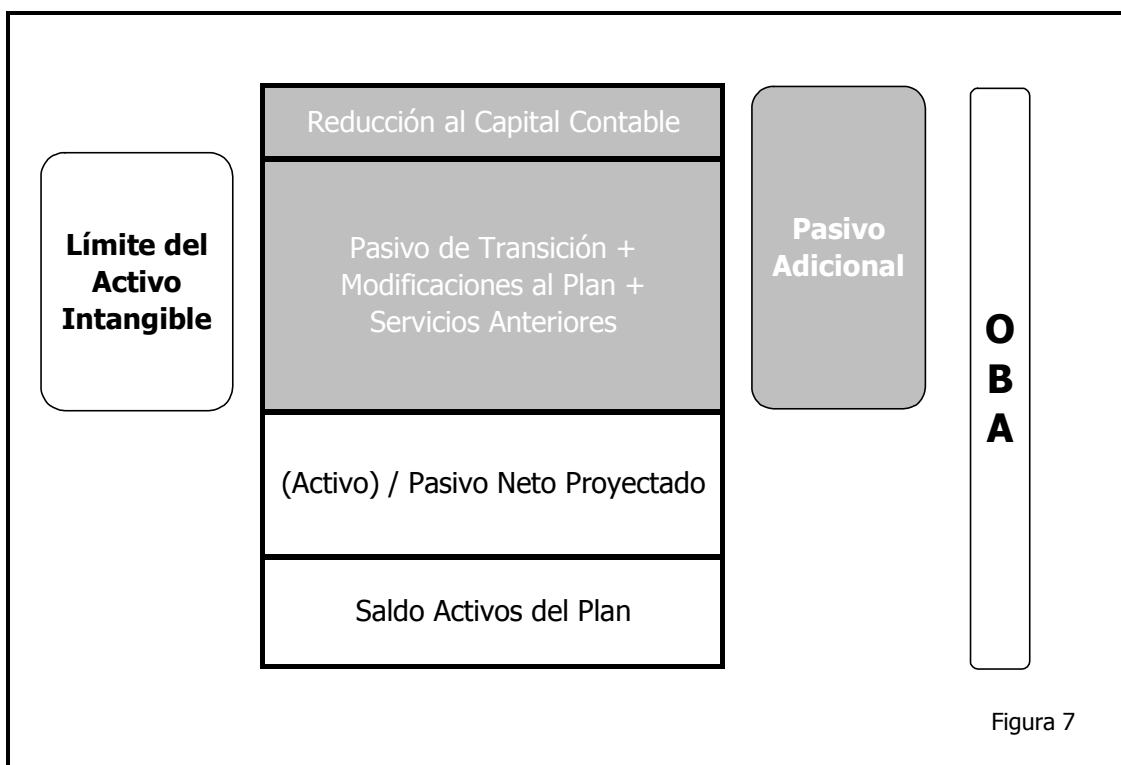 Reducción al Capital Contable
Límite del
Activo
Intangible
Pasivo de Transición +
Modificaciones al Plan +
Servicios Anteriores
Pasivo
Adicional
O
B
A
(Activo) / Pasivo Neto Proyectado
Saldo Activos del Plan
Figura 7